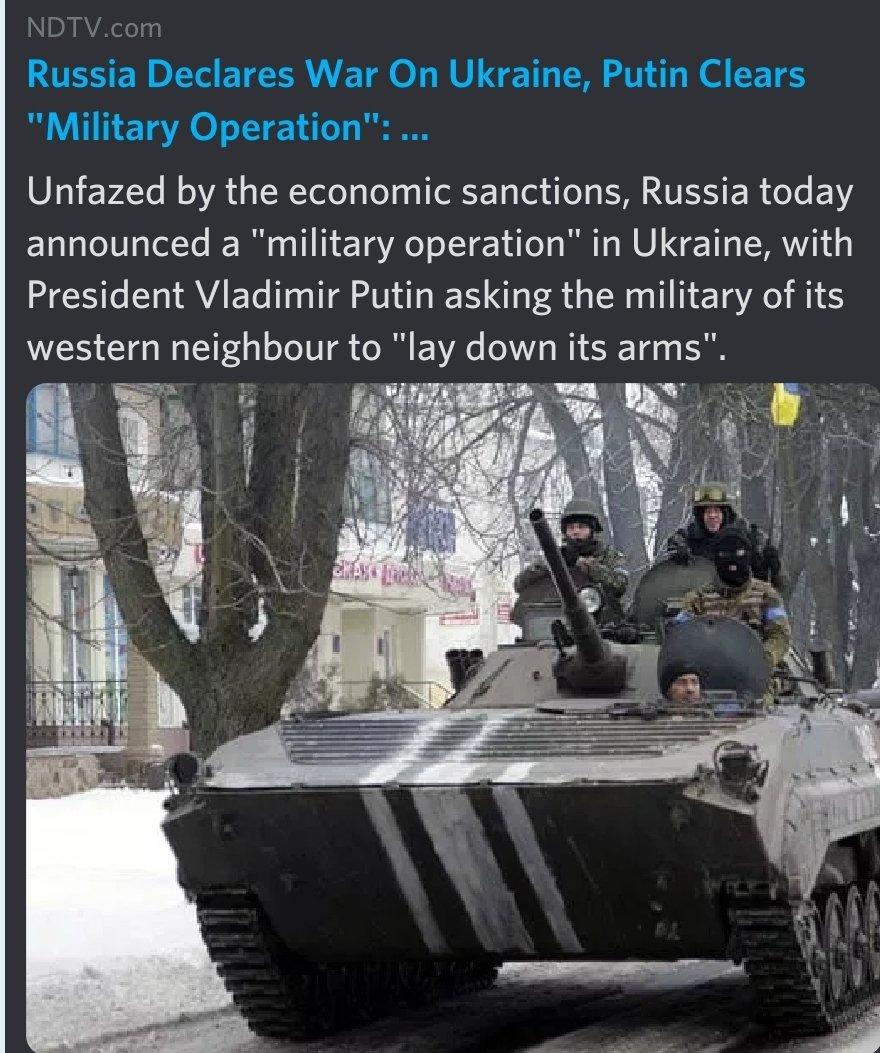 NDTV.com
Russia Declares War On Ukraine, Putin Clears
"Military Operation": ...
Unfazed by the economic sanctions, Russia today
announced a "military operation" in Ukraine, with
President Vladimir Putin asking the military of its
western neighbour to "lay down its arms".